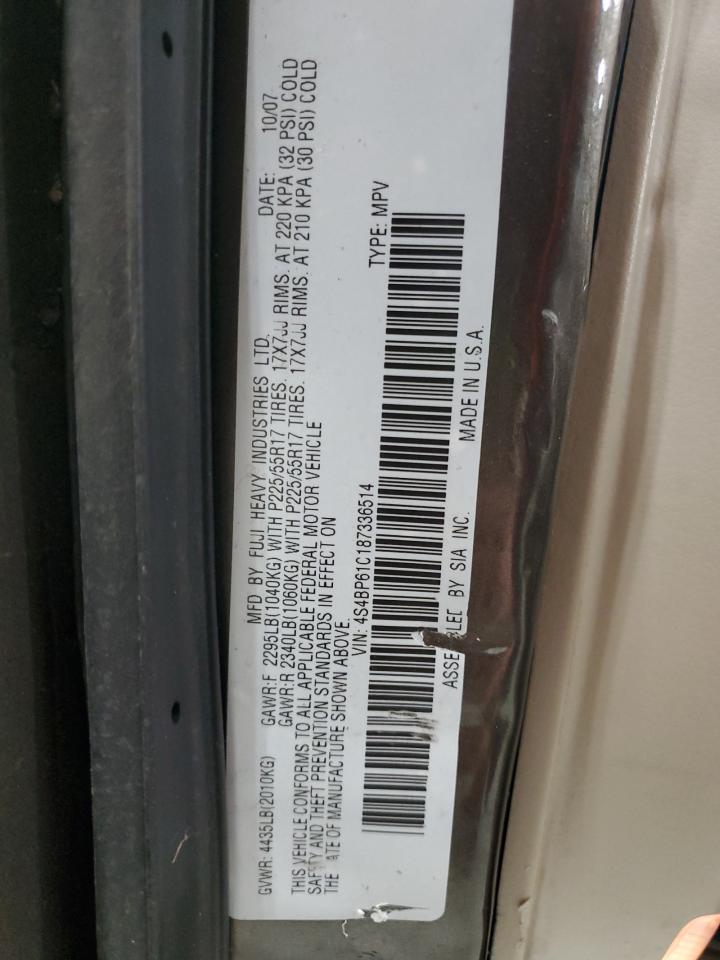 MFD BY FUJI HEAVY INDUSTRIES LTD. DATE: 10/07
GVWR: 4435LB(2010KG) GAWR:F 2295LB(1040KG) WITH P225/55R17 TIRES. 17X7JJ RIMS. AT 220 KPA (32 PSI) COLD
GAWR:R 2340LB(1060KG) WITH P225/55R17 TIRES. 17X7JJ RIMS. AT 210 KPA (30 PSI) COLD
THIS VEHICLE CONFORMS TO ALL APPLICABLE FEDERAL MOTOR VEHICLE
SAFETY AND THEFT PREVENTION STANDARDS IN EFFECT ON
THE DATE OF MANUFACTURE SHOWN ABOVE.
VIN: 4S4BP61C187336514 TYPE: MPV
ASSEMBLED BY SIA INC. MADE IN U.S.A.